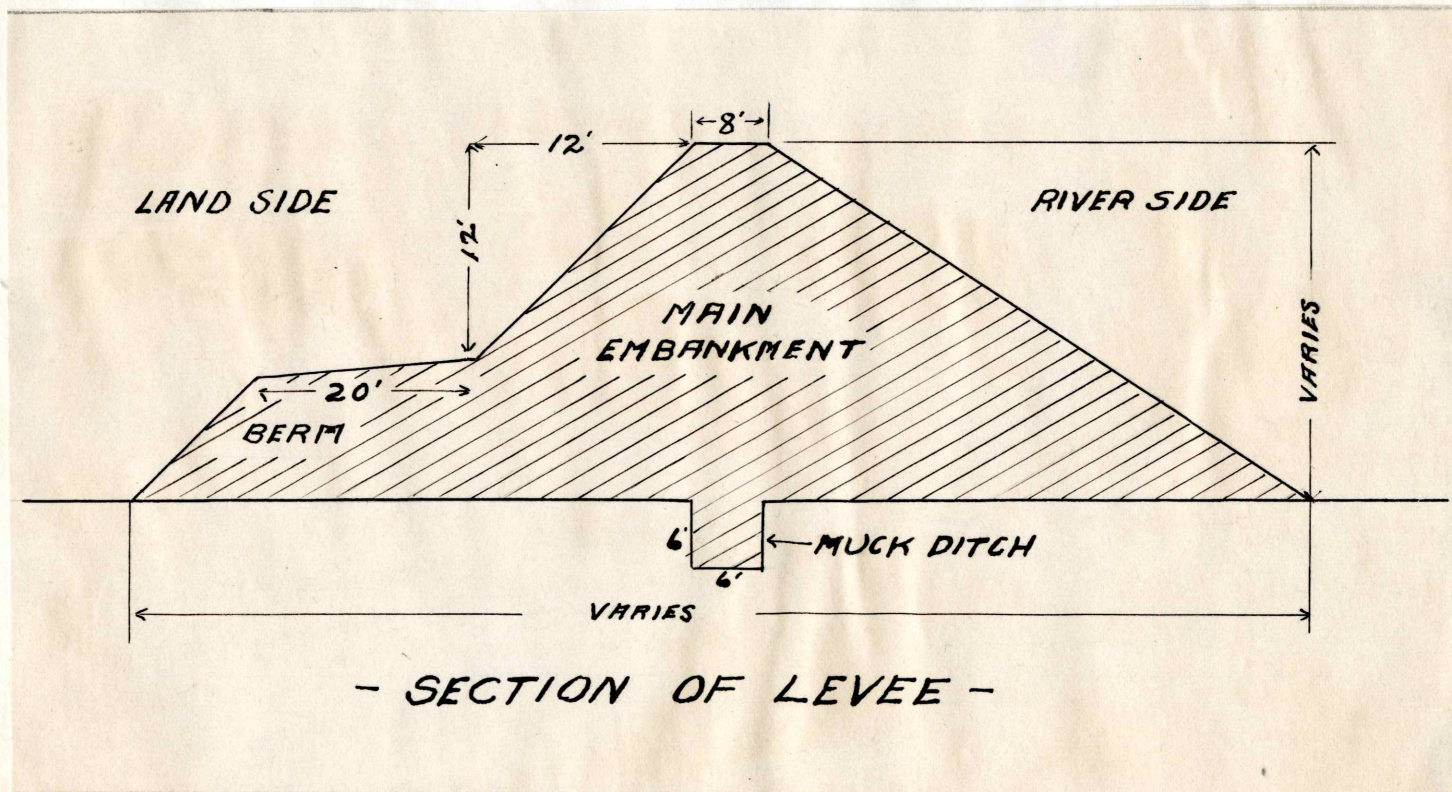 8'
12'
LAND SIDE
RIVER SIDE
12'
MAIN
EMBANKMENT
VARIES
20'
BERM
6'
MUCK DITCH
6'
VARIES
- SECTION OF LEVEE -